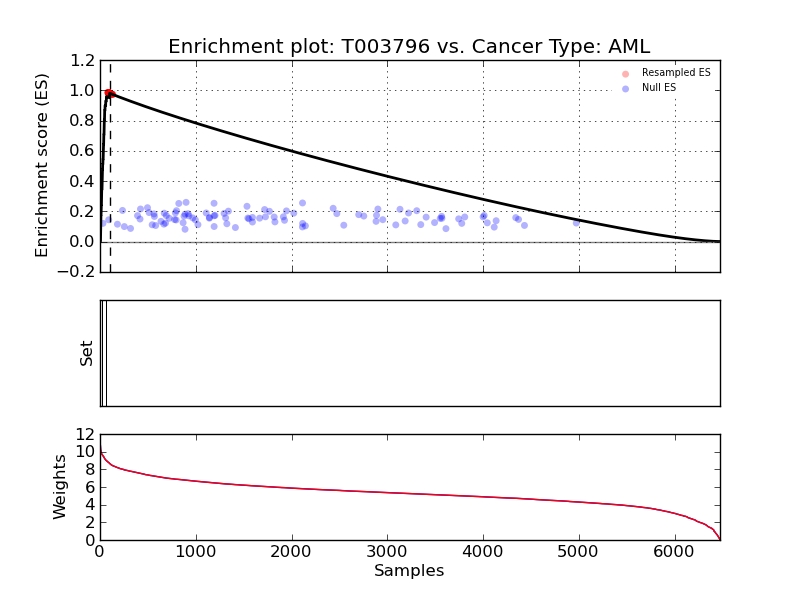 Enrichment plot: T003796 vs. Cancer Type: AML
Enrichment score (ES)
1.2
1.0
0.8
0.6
0.4
0.2
0.0
−0.2
Resampled ES
Null ES
Set
Weights
12
10
8
6
4
2
0
0 1000 2000 3000 4000 5000 6000
Samples